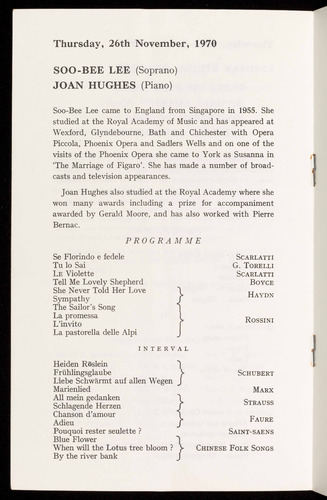 Thursday, 26th November, 1970
SOO-BEE LEE (Soprano)
JOAN HUGHES (Piano)
Soo-Bee Lee came to England from Singapore in 1955. She
studied at the Royal Academy of Music and has appeared at
Wexford, Glyndebourne, Bath and Chichester with Opera
Piccola, Phoenix Opera and Sadlers Wells and on one of the
visits of the Phoenix Opera she came to York as Susanna in
'The Marriage of Figaro'. She has made a number of broad-
casts and television appearances.
Joan Hughes also studied at the Royal Academy where she
won many awards including a prize for accompaniment
awarded by Gerald Moore, and has also worked with Pierre
Bernac.
PROGRAMME
Se Florindo e fedele SCARLATTI
Tu lo Sai G. TORELLI
Le Violette SCARLATTI
Tell Me Lovely Shepherd BOYCE
She Never Told Her Love
Sympathy HAYDN
The Sailor's Song
La promessa
L'invito ROSSINI
La pastorella delle Alpi
INTERVAL
Heiden Röslein
Frühlingsglaube SCHUBERT
Liebe Schwärmt auf allen Wegen
Marienlied MARX
All mein gedanken STRAUSS
Schlagende Herzen
Chanson d'amour FAURE
Adieu
Pouquoi rester seulette ? SAINT-SAENS
Blue Flower
When will the Lotus tree bloom ? CHINESE FOLK SONGS
By the river bank